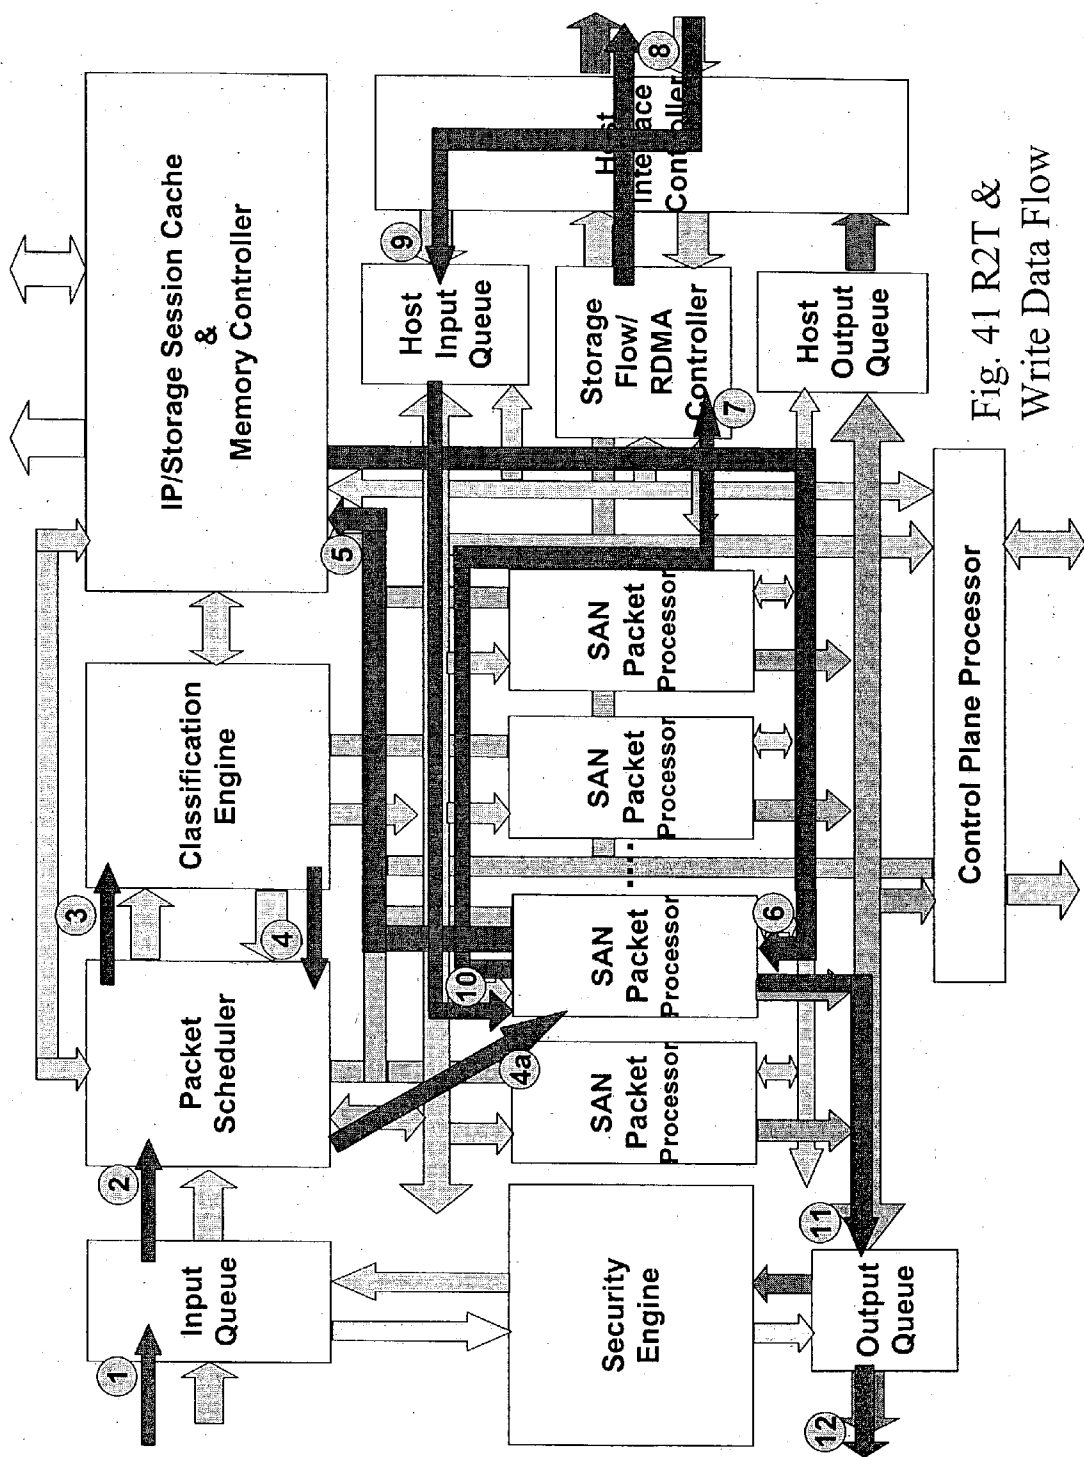 1
Input
Queue
2
Packet
Scheduler
3
4
Classification
Engine
IP/Storage Session Cache
&
Memory Controller
5
4a
10
9
Host
Input
Queue
8
Host
Interface
Controller
Storage
Flow/
RDMA
Controller
7
Host
Output
Queue
Security
Engine
SAN
Packet
Processor
SAN
Packet
Processor
SAN
Packet
Processor
SAN
Packet
Processor
6
11
Output
Queue
12
Control Plane Processor
Fig. 41 R2T &
Write Data Flow